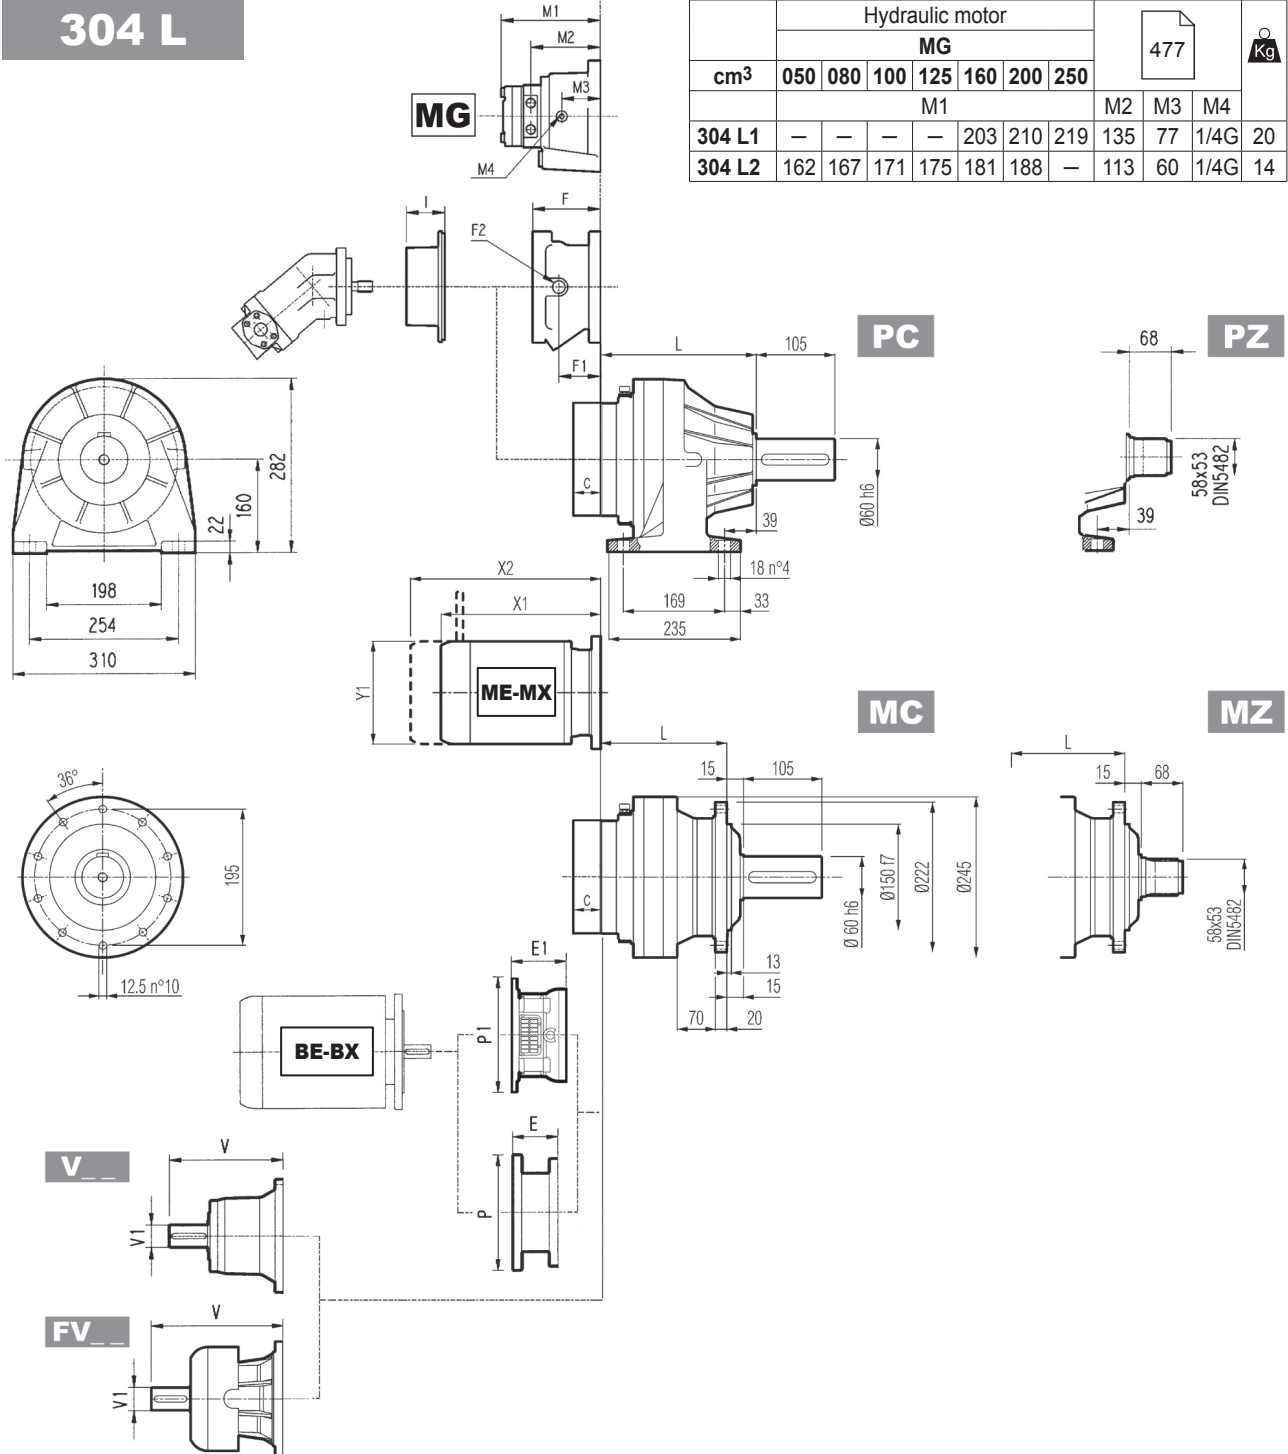 304 L
Hydraulic motor
MG
477
Kg
cm3 050 080 100 125 160 200 250
M1 M2 M3 M4
304 L1 — — — — 203 210 219 135 77 1/4G 20
304 L2 162 167 171 175 181 188 — 113 60 1/4G 14
M1
M2
M3
MG
M4
I
F
F2
F1
L
105
PC
68
PZ
C
39
Ø60 h6
18 n°4
169
33
235
58x53
DIN5482
39
282
160
22
198
254
310
X2
X1
Y1
ME-MX
MC
MZ
L
15
105
C
Ø 60 h6
Ø150 f7
Ø222
Ø245
13
15
70
20
L
15
68
58x53
DIN5482
36°
195
12.5 n°10
BE-BX
E1
P1
E
P
V_ _
V
V1
FV_ _
V
V1